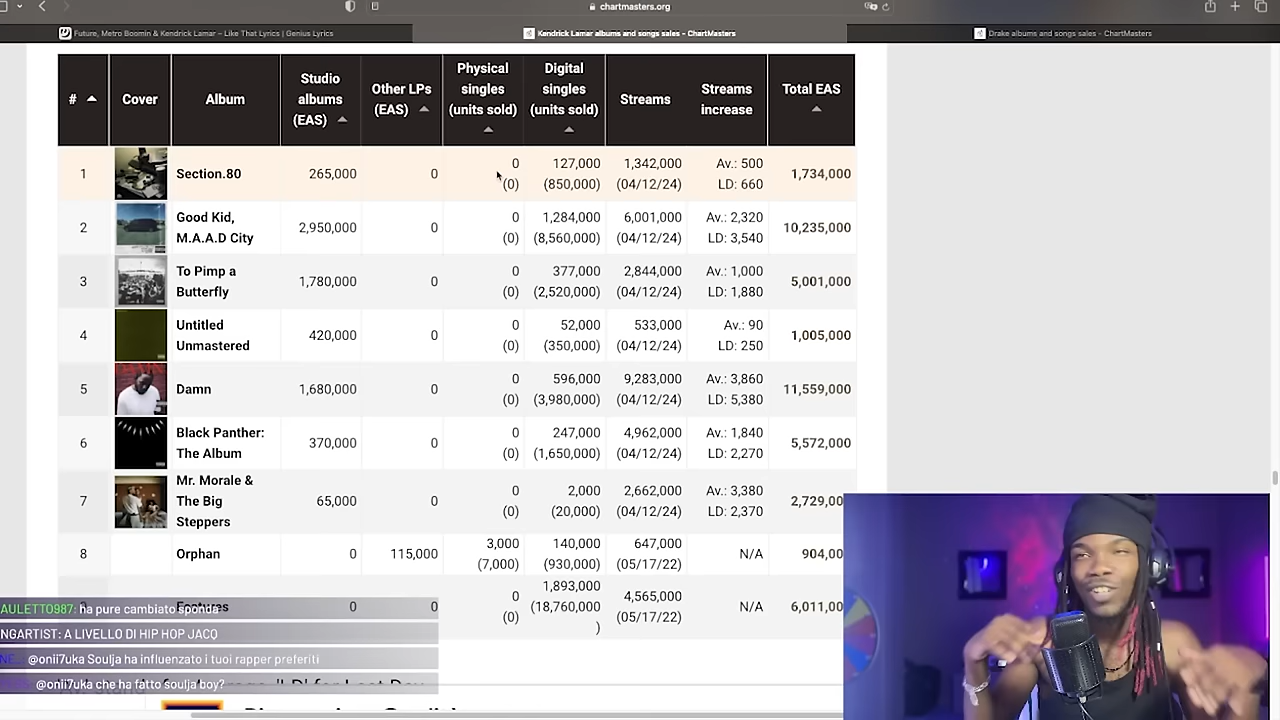 chartmasters.org
Future, Metro Boomin & Kendrick Lamar – Like That Lyrics | Genius Lyrics
Kendrick Lamar albums and songs sales - ChartMasters
Drake albums and songs sales - ChartMasters
# Cover Album Studio albums (EAS) Other LPs (EAS) Physical singles (units sold) Digital singles (units sold) Streams Streams increase Total EAS
1 Section.80 265,000 0 0 (0) 127,000 (850,000) 1,342,000 (04/12/24) Av.: 500 LD: 660 1,734,000
2 Good Kid, M.A.A.D City 2,950,000 0 0 (0) 1,284,000 (8,560,000) 6,001,000 (04/12/24) Av.: 2,320 LD: 3,540 10,235,000
3 To Pimp a Butterfly 1,780,000 0 0 (0) 377,000 (2,520,000) 2,844,000 (04/12/24) Av.: 1,000 LD: 1,880 5,001,000
4 Untitled Unmastered 420,000 0 0 (0) 52,000 (350,000) 533,000 (04/12/24) Av.: 90 LD: 250 1,005,000
5 Damn 1,680,000 0 0 (0) 596,000 (3,980,000) 9,283,000 (04/12/24) Av.: 3,860 LD: 5,380 11,559,000
6 Black Panther: The Album 370,000 0 0 (0) 247,000 (1,650,000) 4,962,000 (04/12/24) Av.: 1,840 LD: 2,270 5,572,000
7 Mr. Morale & The Big Steppers 65,000 0 0 (0) 2,000 (20,000) 2,662,000 (04/12/24) Av.: 3,380 LD: 2,370 2,729,00
8 Orphan 0 115,000 3,000 (7,000) 140,000 (930,000) 647,000 (05/17/22) N/A 904,00
Features 0 0 0 (0) 1,893,000 (18,760,000) 4,565,000 (05/17/22) N/A 6,011,00
AULETTO987: ha pure cambiato sponda
NGARTIST: A LIVELLO DI HIP HOP JACQ
@onii7uka Soulja ha influenzato i tuoi rapper preferiti
@onii7uka che ha fatto soulja boy?